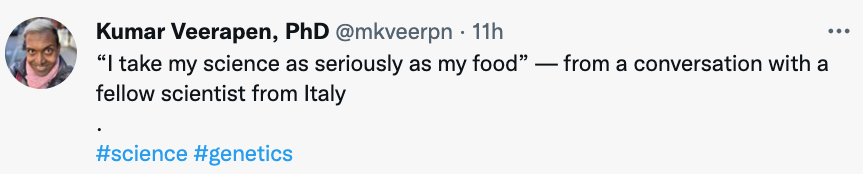 Kumar Veerapen, PhD @mkveerpn · 11h
“I take my science as seriously as my food” — from a conversation with a
fellow scientist from Italy
.
#science #genetics